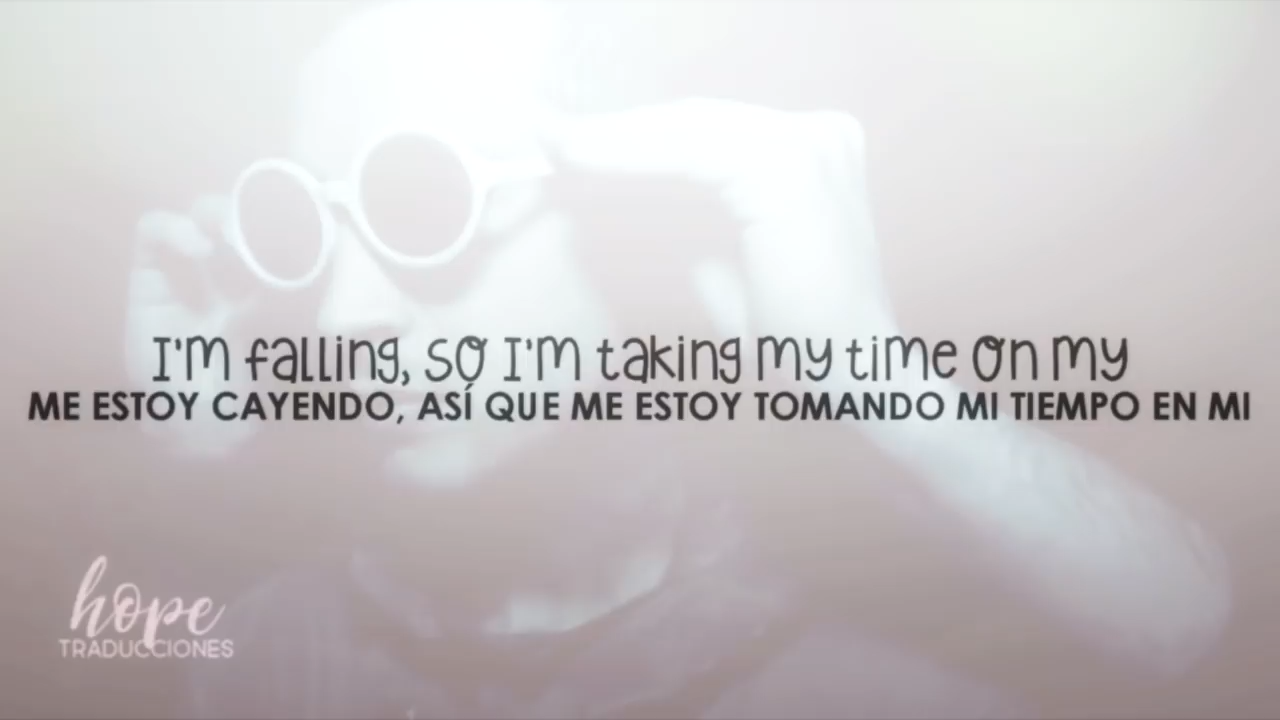 I'm falling, so I'm taking my time on my
ME ESTOY CAYENDO, ASÍ QUE ME ESTOY TOMANDO MI TIEMPO EN MI
hope
TRADUCCIONES